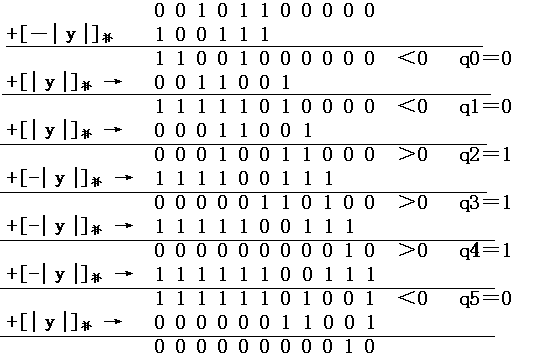 0 0 1 0 1 1 0 0 0 0 0
+[—| y |]补 1 0 0 1 1 1
1 1 0 0 1 0 0 0 0 0 0 <0 q0=0
+[| y |]补 → 0 0 1 1 0 0 1
1 1 1 1 1 0 1 0 0 0 0 <0 q1=0
+[| y |]补 → 0 0 0 1 1 0 0 1
0 0 0 1 0 0 1 1 0 0 0 >0 q2=1
+[-| y |]补 → 1 1 1 1 0 0 1 1 1
0 0 0 0 0 1 1 0 1 0 0 >0 q3=1
+[-| y |]补 → 1 1 1 1 1 0 0 1 1 1
0 0 0 0 0 0 0 0 0 1 0 >0 q4=1
+[-| y |]补 → 1 1 1 1 1 1 0 0 1 1 1
1 1 1 1 1 1 0 1 0 0 1 <0 q5=0
+[| y |]补 → 0 0 0 0 0 0 1 1 0 0 1
0 0 0 0 0 0 0 0 0 1 0